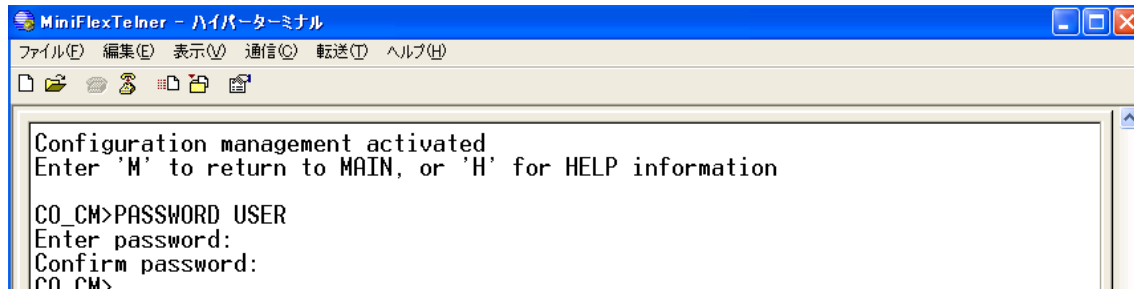 MiniFlexTelner - ハイパーターミナル
ファイル(F) 編集(E) 表示(V) 通信(C) 転送(T) ヘルプ(H)
Configuration management activated
Enter 'M' to return to MAIN, or 'H' for HELP information
CO_CM>PASSWORD USER
Enter password:
Confirm password:
CO_CM>